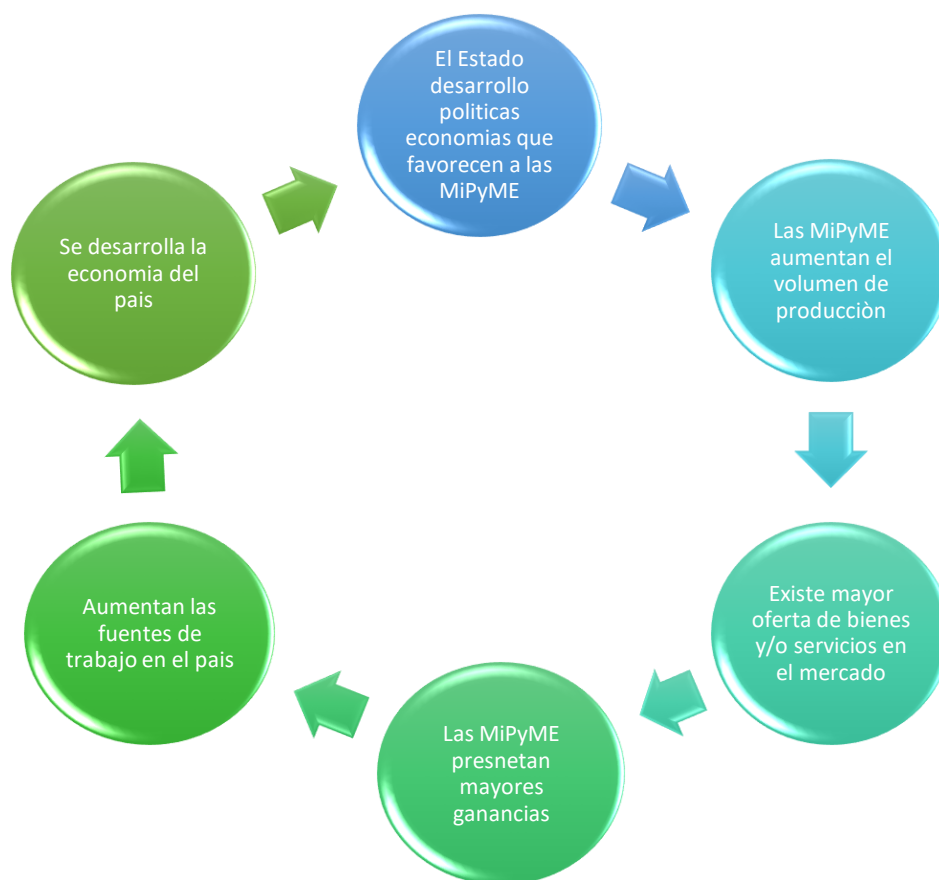 El Estado
desarrollo
politicas
economias que
favorecen a las
MiPyME
Las MiPyME
aumentan el
volumen de
producciòn
Existe mayor
oferta de bienes
y/o servicios en
el mercado
Las MiPyME
presnetan
mayores
ganancias
Aumentan las
fuentes de
trabajo en el pais
Se desarrolla la
economia del
pais